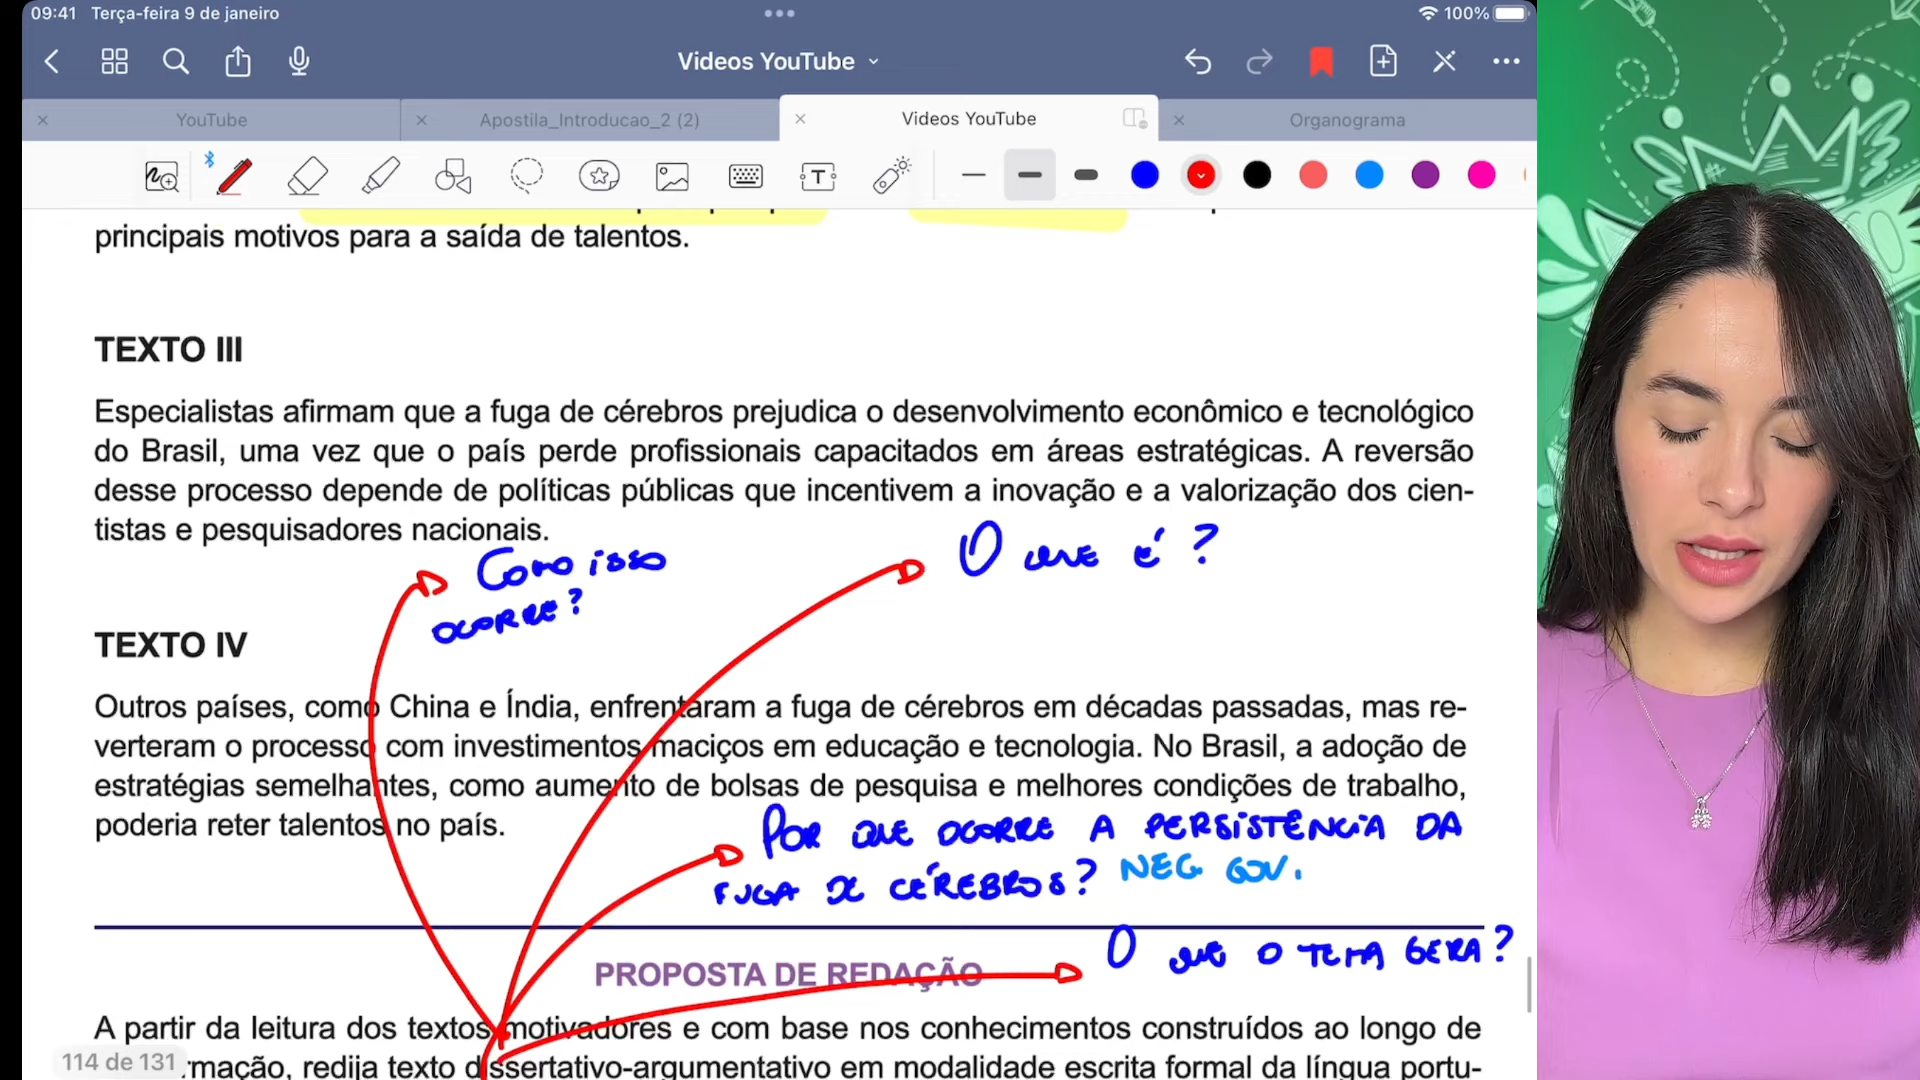 09:41 Terça-feira 9 de janeiro
100%
Videos YouTube
YouTube
Apostila_Introducao_2 (2)
Videos YouTube
Organograma
principais motivos para a saída de talentos.
TEXTO III
Especialistas afirmam que a fuga de cérebros prejudica o desenvolvimento econômico e tecnológico
do Brasil, uma vez que o país perde profissionais capacitados em áreas estratégicas. A reversão
desse processo depende de políticas públicas que incentivem a inovação e a valorização dos cien-
tistas e pesquisadores nacionais.
Como isso
ocorre?
O que é?
TEXTO IV
Outros países, como China e Índia, enfrentaram a fuga de cérebros em décadas passadas, mas re-
verteram o processo com investimentos maciços em educação e tecnologia. No Brasil, a adoção de
estratégias semelhantes, como aumento de bolsas de pesquisa e melhores condições de trabalho,
poderia reter talentos no país.
POR QUE OCORRE A PERSISTÊNCIA DA
FUGA DE CÉREBROS? NEG. GOV.
O QUE O TEMA GERA?
PROPOSTA DE REDAÇÃO
A partir da leitura dos textos motivadores e com base nos conhecimentos construídos ao longo de
114 de 131
rmação, redija texto dissertativo-argumentativo em modalidade escrita formal da língua portu-